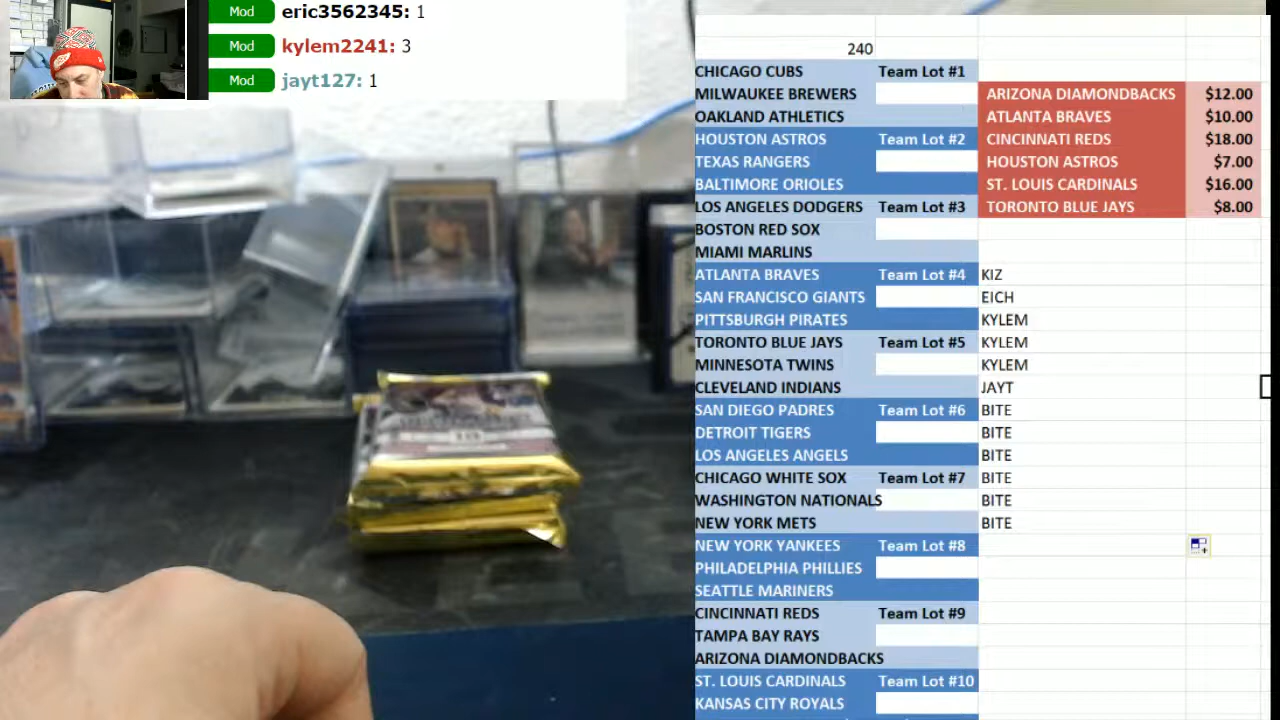 Mod eric3562345: 1
Mod kylem2241: 3
Mod jayt127: 1
240
CHICAGO CUBS Team Lot #1
MILWAUKEE BREWERS ARIZONA DIAMONDBACKS $12.00
OAKLAND ATHLETICS ATLANTA BRAVES $10.00
HOUSTON ASTROS Team Lot #2 CINCINNATI REDS $18.00
TEXAS RANGERS HOUSTON ASTROS $7.00
BALTIMORE ORIOLES ST. LOUIS CARDINALS $16.00
LOS ANGELES DODGERS Team Lot #3 TORONTO BLUE JAYS $8.00
BOSTON RED SOX
MIAMI MARLINS
ATLANTA BRAVES Team Lot #4 KIZ
SAN FRANCISCO GIANTS EICH
PITTSBURGH PIRATES KYLEM
TORONTO BLUE JAYS Team Lot #5 KYLEM
MINNESOTA TWINS KYLEM
CLEVELAND INDIANS JAYT
SAN DIEGO PADRES Team Lot #6 BITE
DETROIT TIGERS BITE
LOS ANGELES ANGELS BITE
CHICAGO WHITE SOX Team Lot #7 BITE
WASHINGTON NATIONALS BITE
NEW YORK METS BITE
NEW YORK YANKEES Team Lot #8
PHILADELPHIA PHILLIES
SEATTLE MARINERS
CINCINNATI REDS Team Lot #9
TAMPA BAY RAYS
ARIZONA DIAMONDBACKS
ST. LOUIS CARDINALS Team Lot #10
KANSAS CITY ROYALS